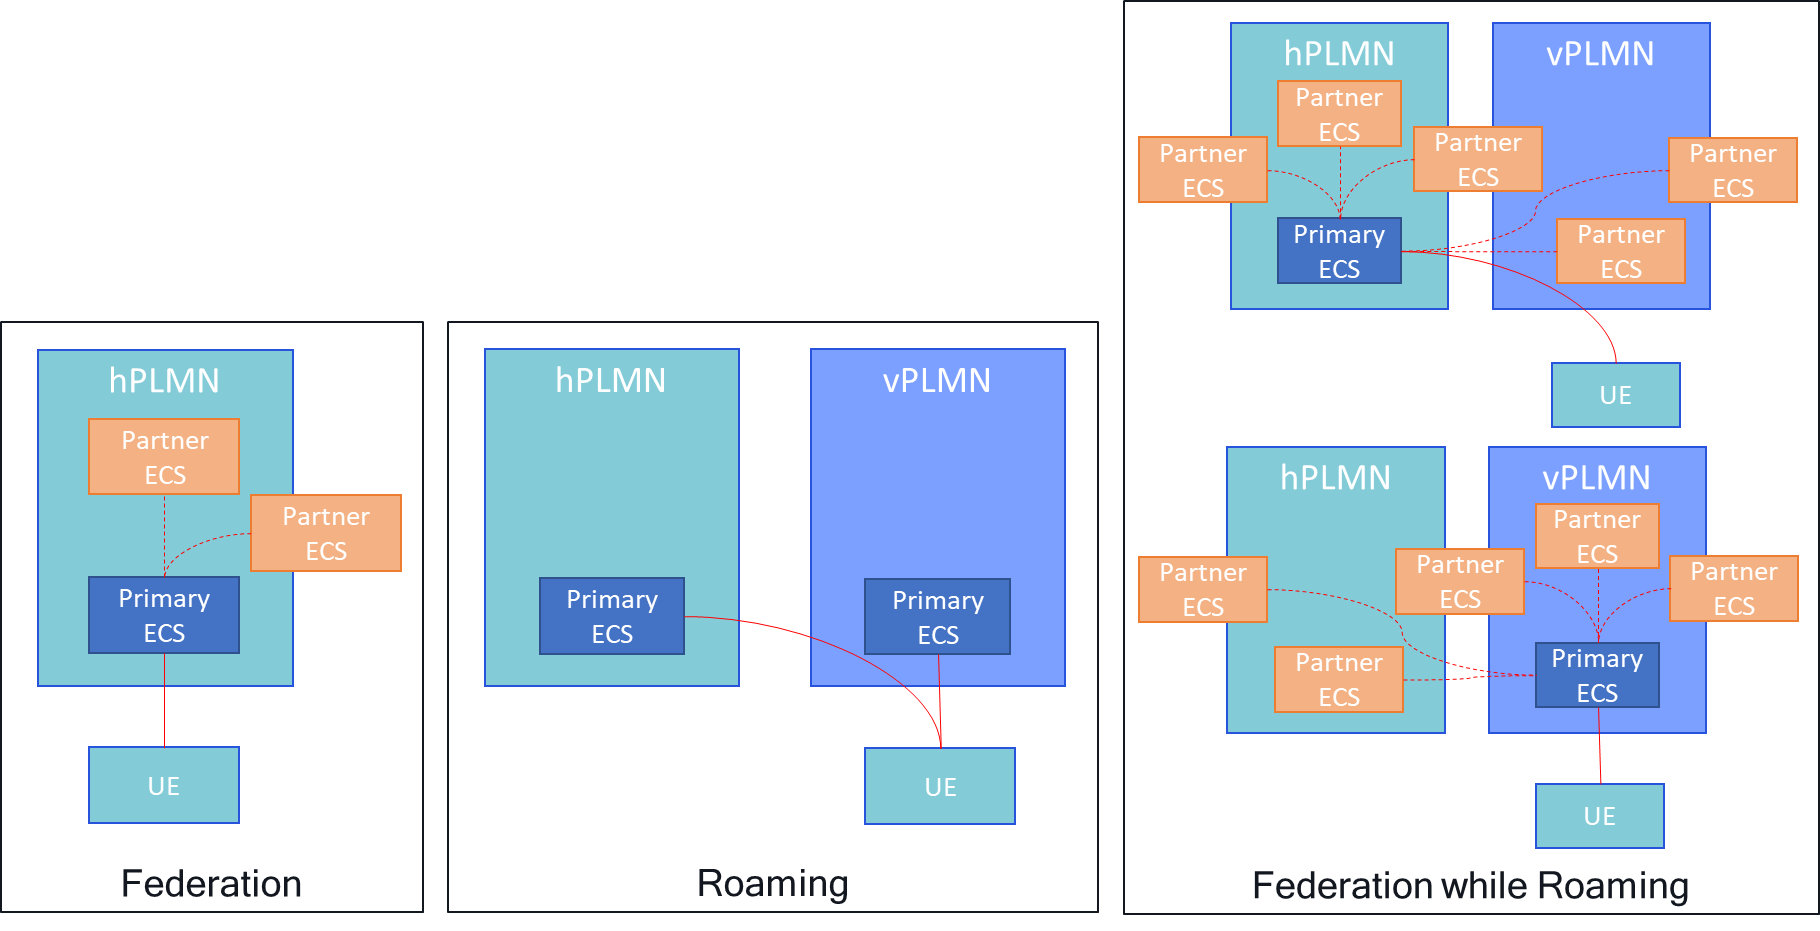 hPLMN
Partner
ECS
Partner
ECS
Primary
ECS
UE
Federation
hPLMN
vPLMN
Primary
ECS
Primary
ECS
UE
Roaming
hPLMN
vPLMN
Partner
ECS
Partner
ECS
Partner
ECS
Partner
ECS
Primary
ECS
Partner
ECS
UE
hPLMN
vPLMN
Partner
ECS
Partner
ECS
Partner
ECS
Partner
ECS
Partner
ECS
Primary
ECS
UE
Federation while Roaming